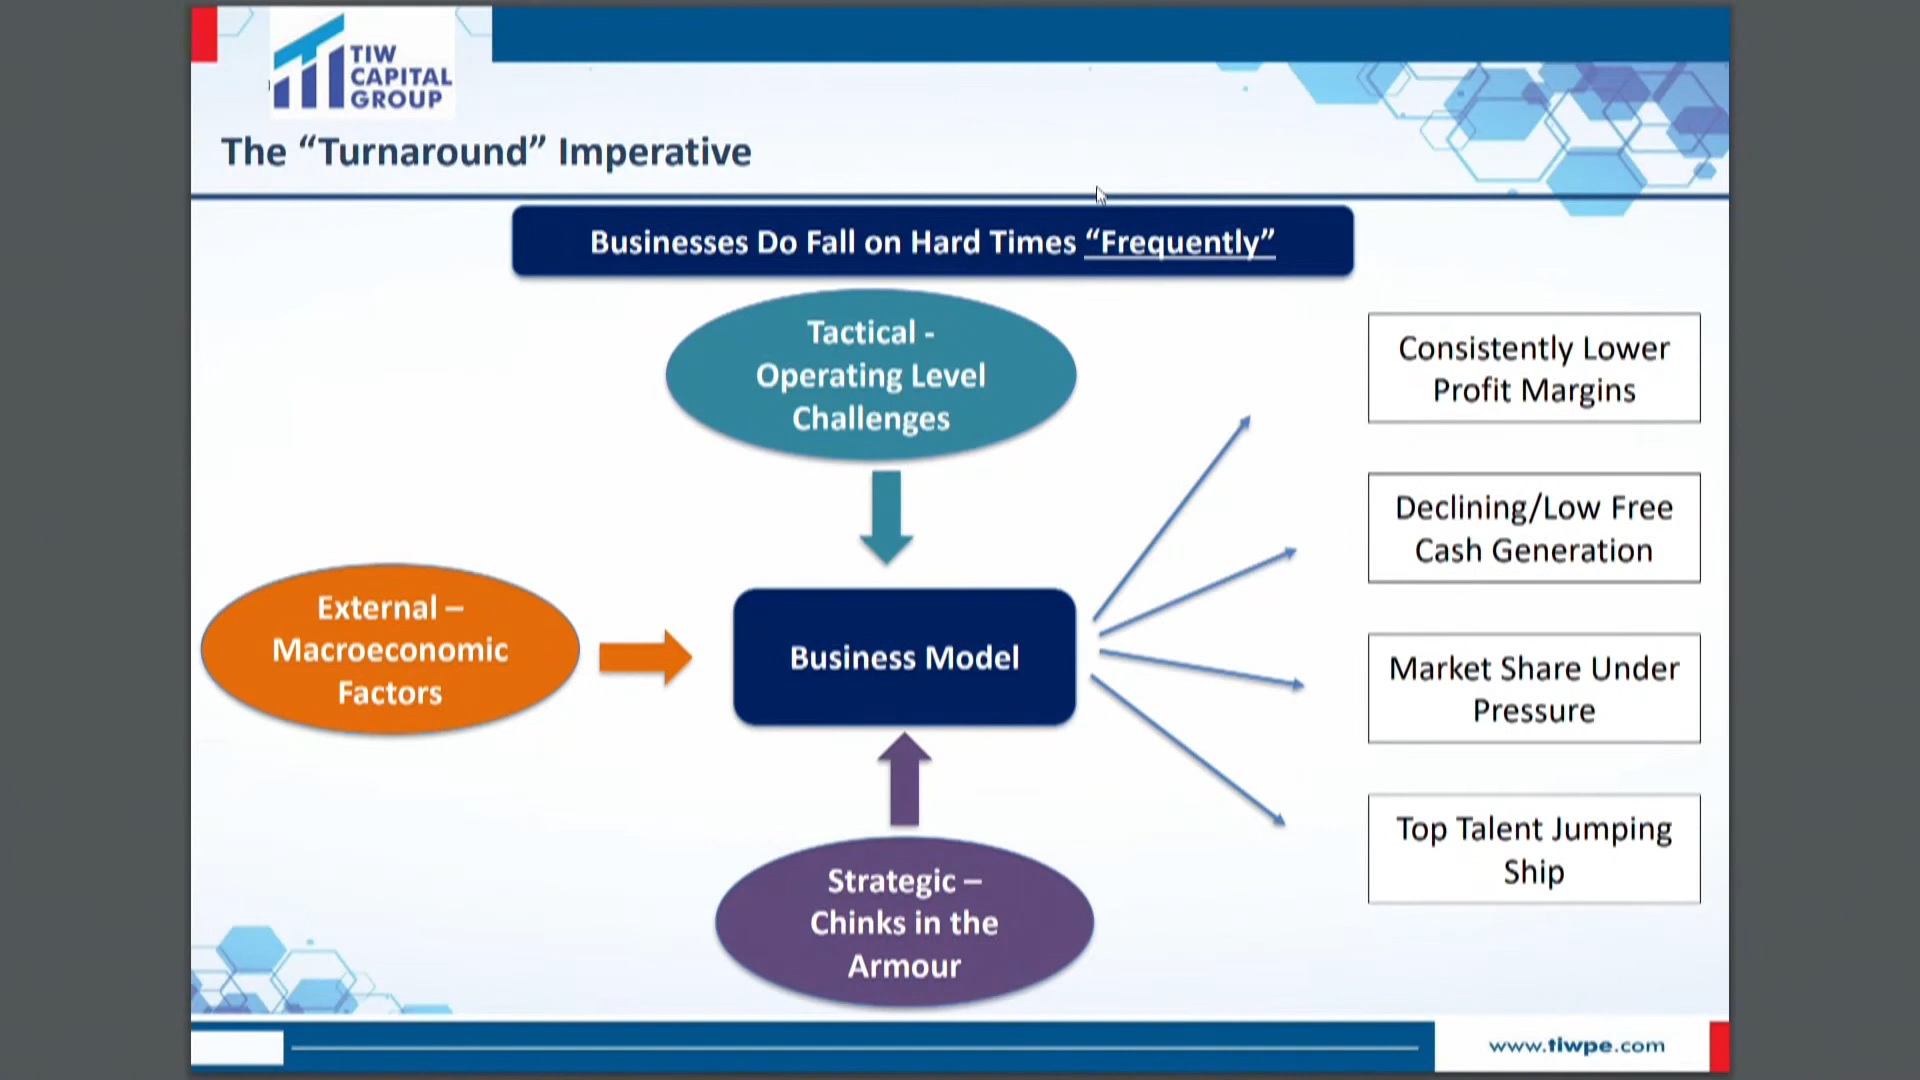 TIW
CAPITAL
GROUP
The “Turnaround” Imperative
Businesses Do Fall on Hard Times “Frequently”
Tactical -
Operating Level
Challenges
External –
Macroeconomic
Factors
Business Model
Strategic –
Chinks in the
Armour
Consistently Lower
Profit Margins
Declining/Low Free
Cash Generation
Market Share Under
Pressure
Top Talent Jumping
Ship
www.tiwpe.com